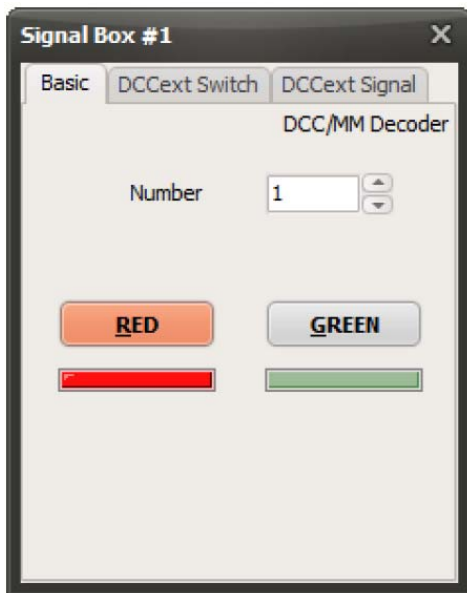 Signal Box #1
Basic DCCext Switch DCCext Signal
DCC/MM Decoder
Number 1
RED GREEN